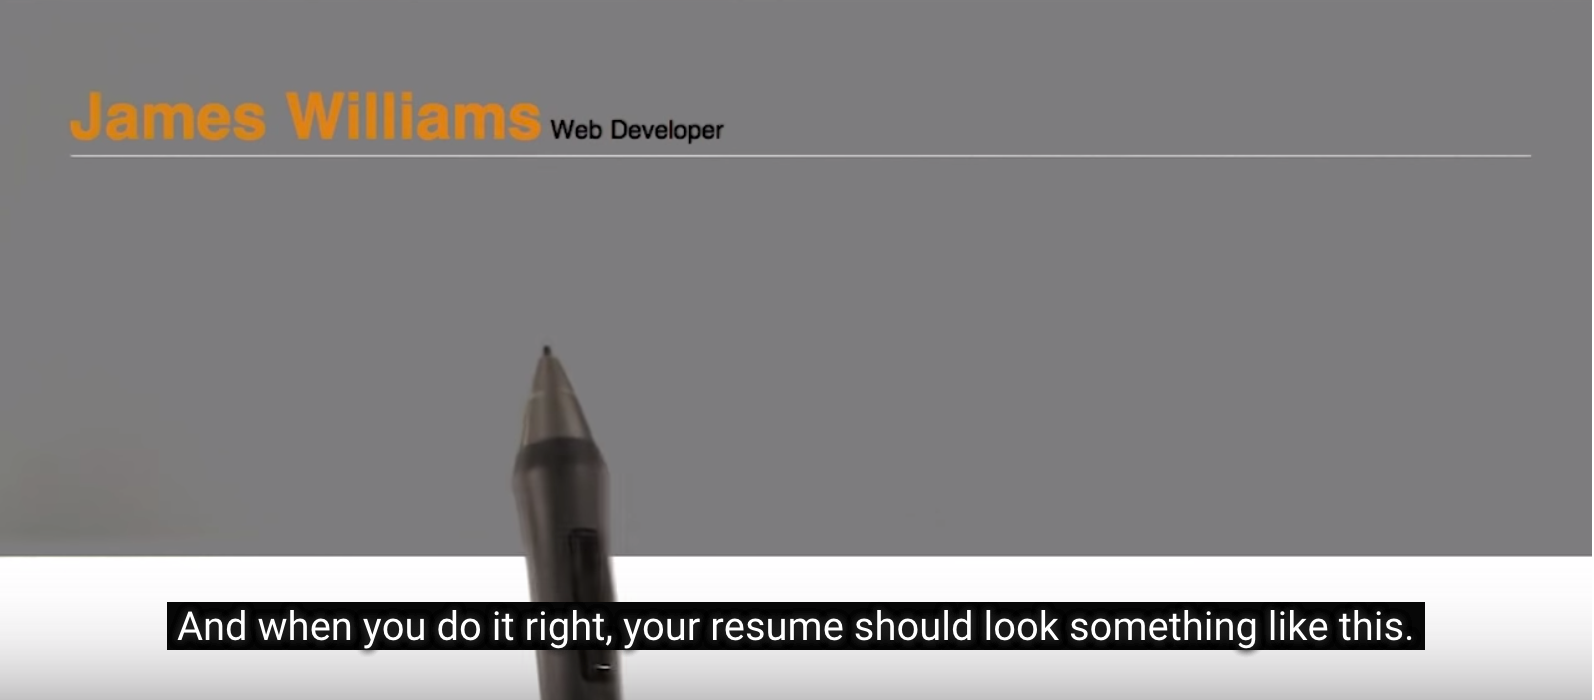 James Williams Web Developer
And when you do it right, your resume should look something like this.